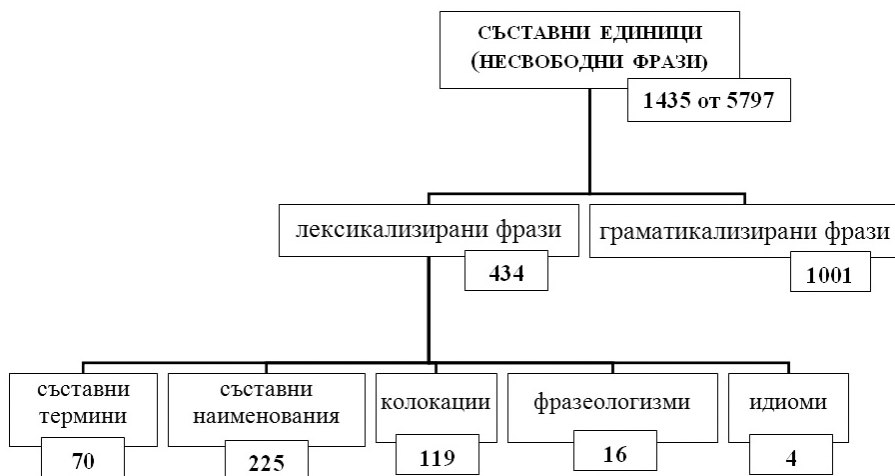 СЪСТАВНИ ЕДИНИЦИ
(НЕСВОБОДНИ ФРАЗИ)
1435 от 5797
лексикализирани фрази
434
граматикализирани фрази
1001
съставни
термини
70
съставни
наименования
225
колокации
119
фразеологизми
16
идиоми
4